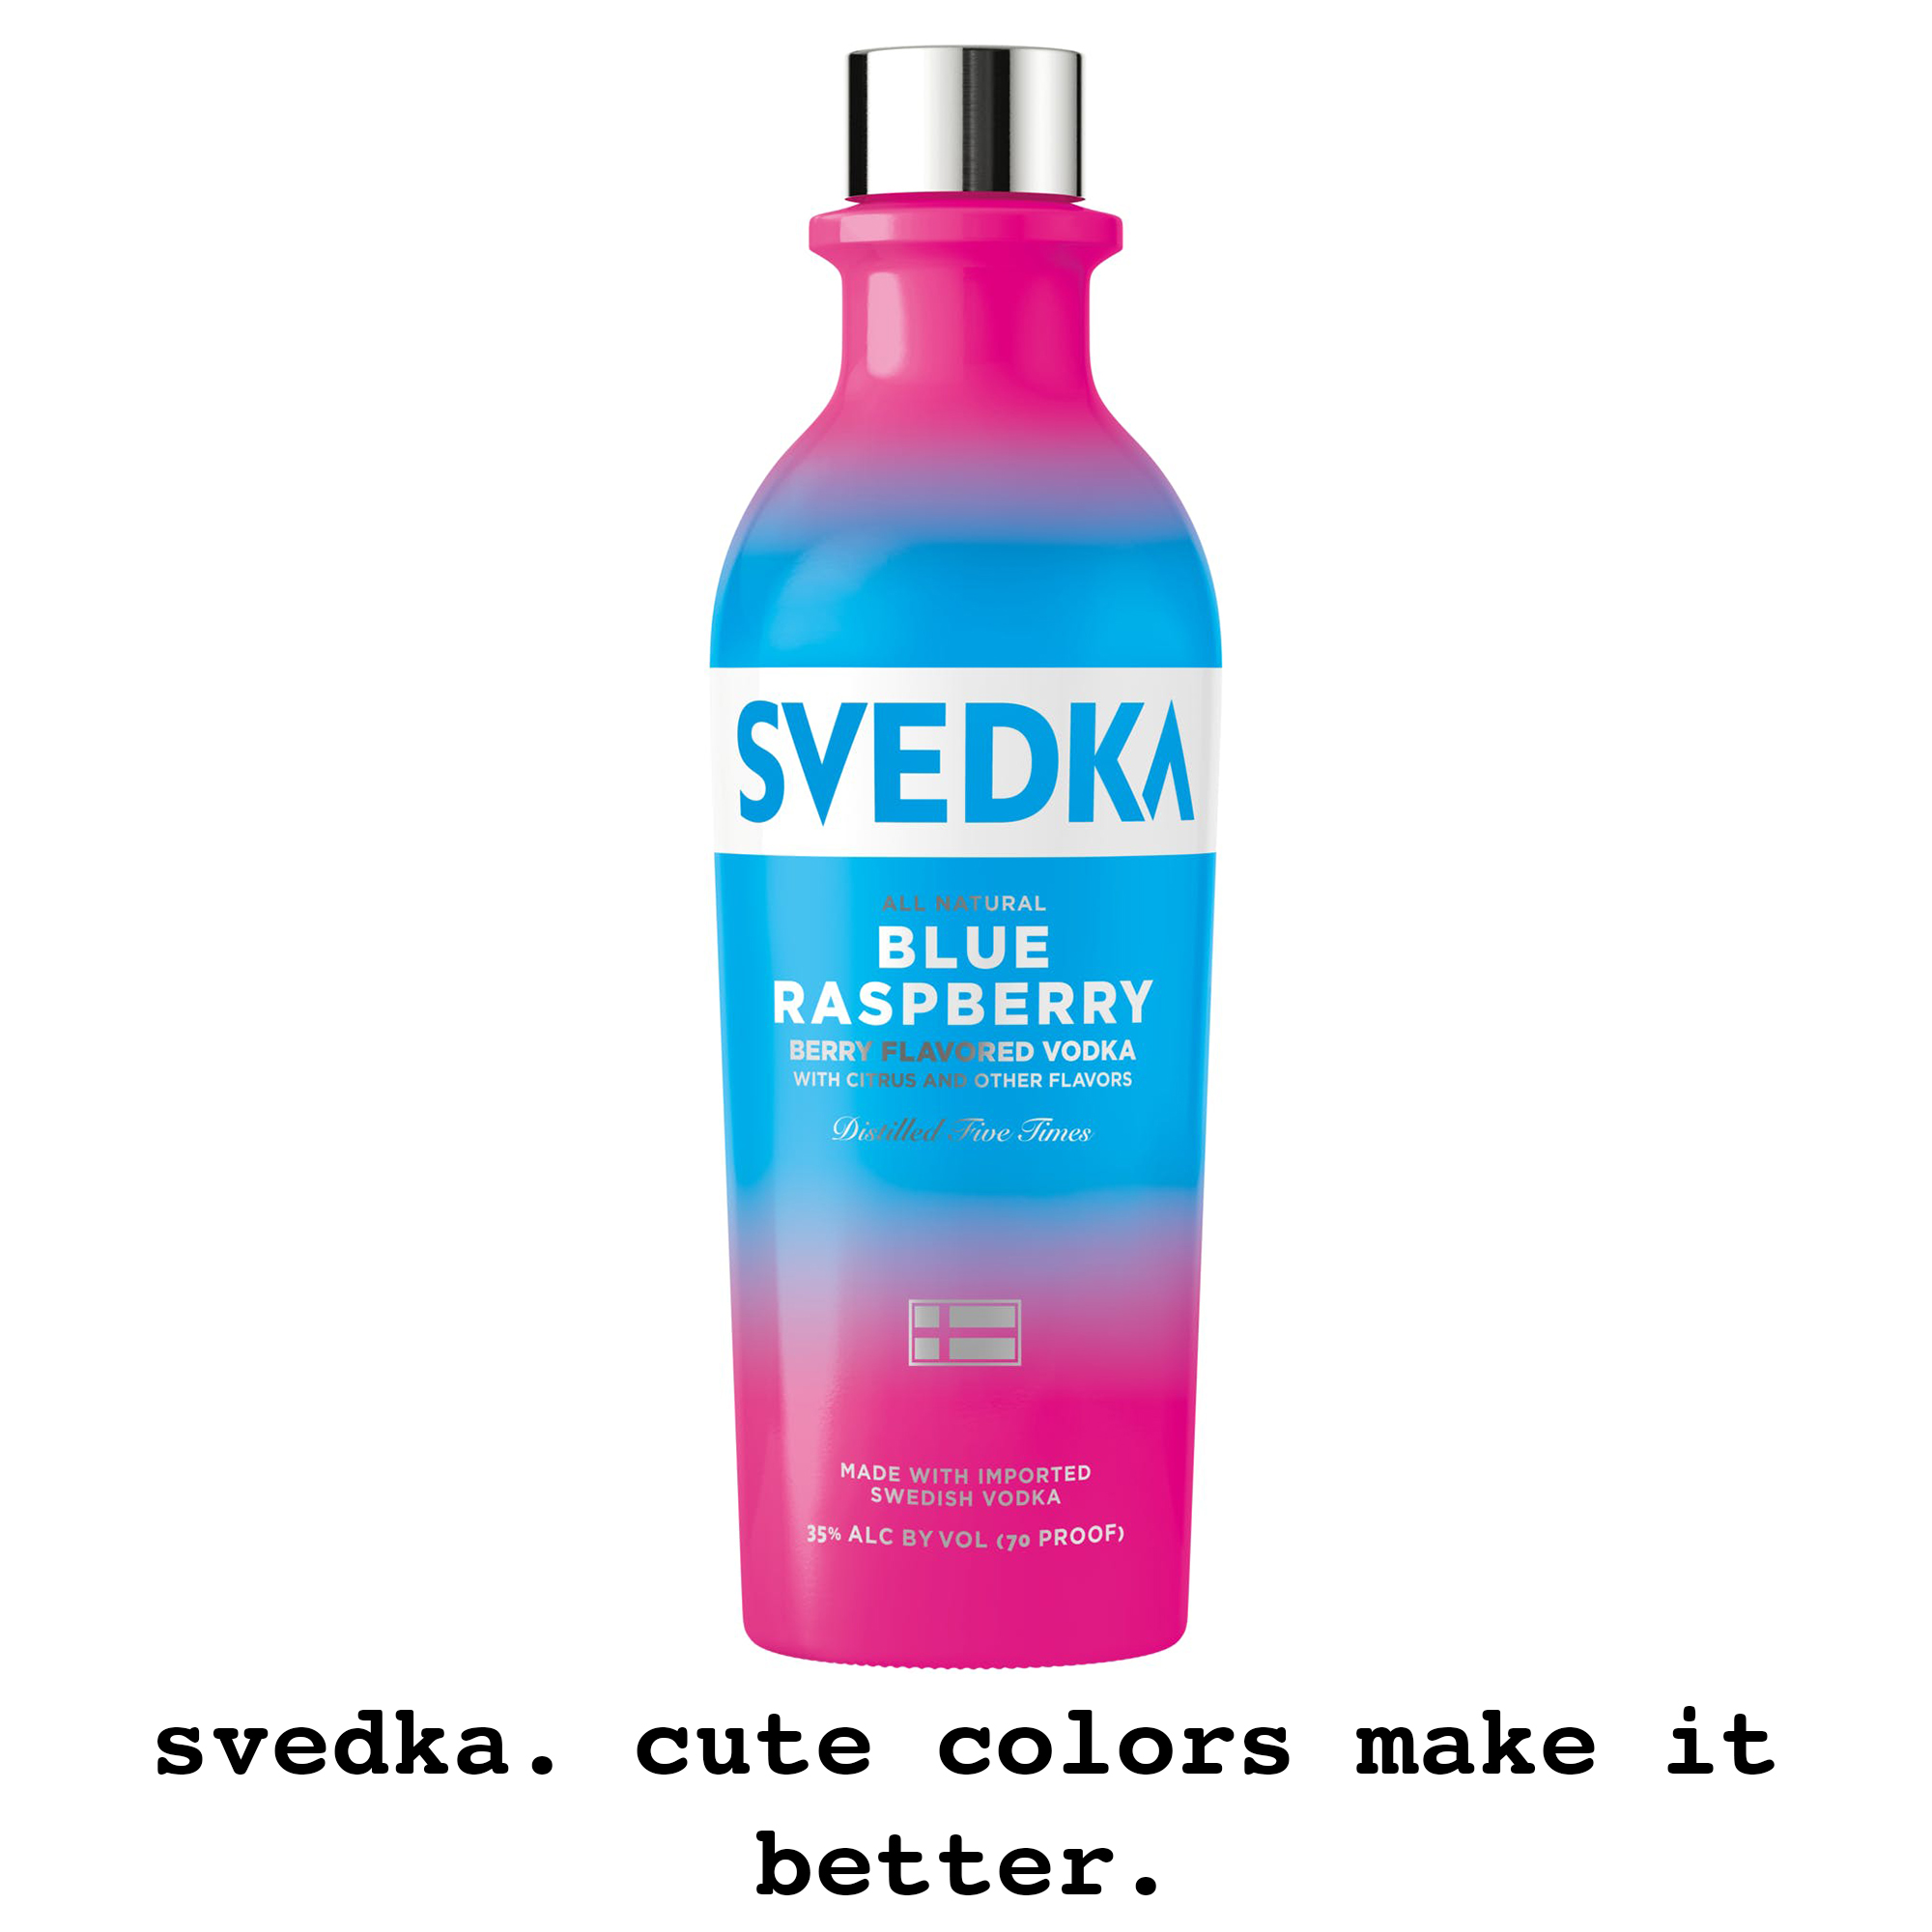 SVEDKA
ALL NATURAL
BLUE
RASPBERRY
BERRY FLAVORED VODKA
WITH CITRUS AND OTHER FLAVORS
Distilled Five Times
MADE WITH IMPORTED
SWEDISH VODKA
35% ALC BY VOL (70 PROOF)
svedka. cute colors make it
better.